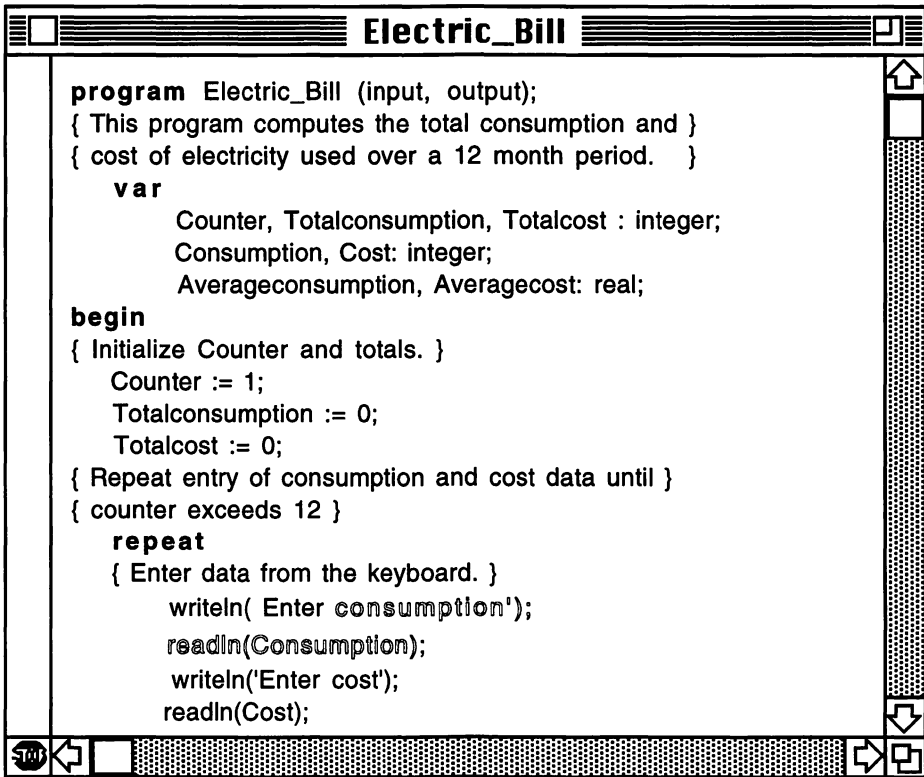 Electric_Bill
program Electric_Bill (input, output);
{ This program computes the total consumption and }
{ cost of electricity used over a 12 month period. }
var
Counter, Totalconsumption, Totalcost : integer;
Consumption, Cost: integer;
Averageconsumption, Averagecost: real;
begin
{ Initialize Counter and totals. }
Counter := 1;
Totalconsumption := 0;
Totalcost := 0;
{ Repeat entry of consumption and cost data until }
{ counter exceeds 12 }
repeat
{ Enter data from the keyboard. }
writeln( Enter consumption');
readln(Consumption);
writeln('Enter cost');
readln(Cost);